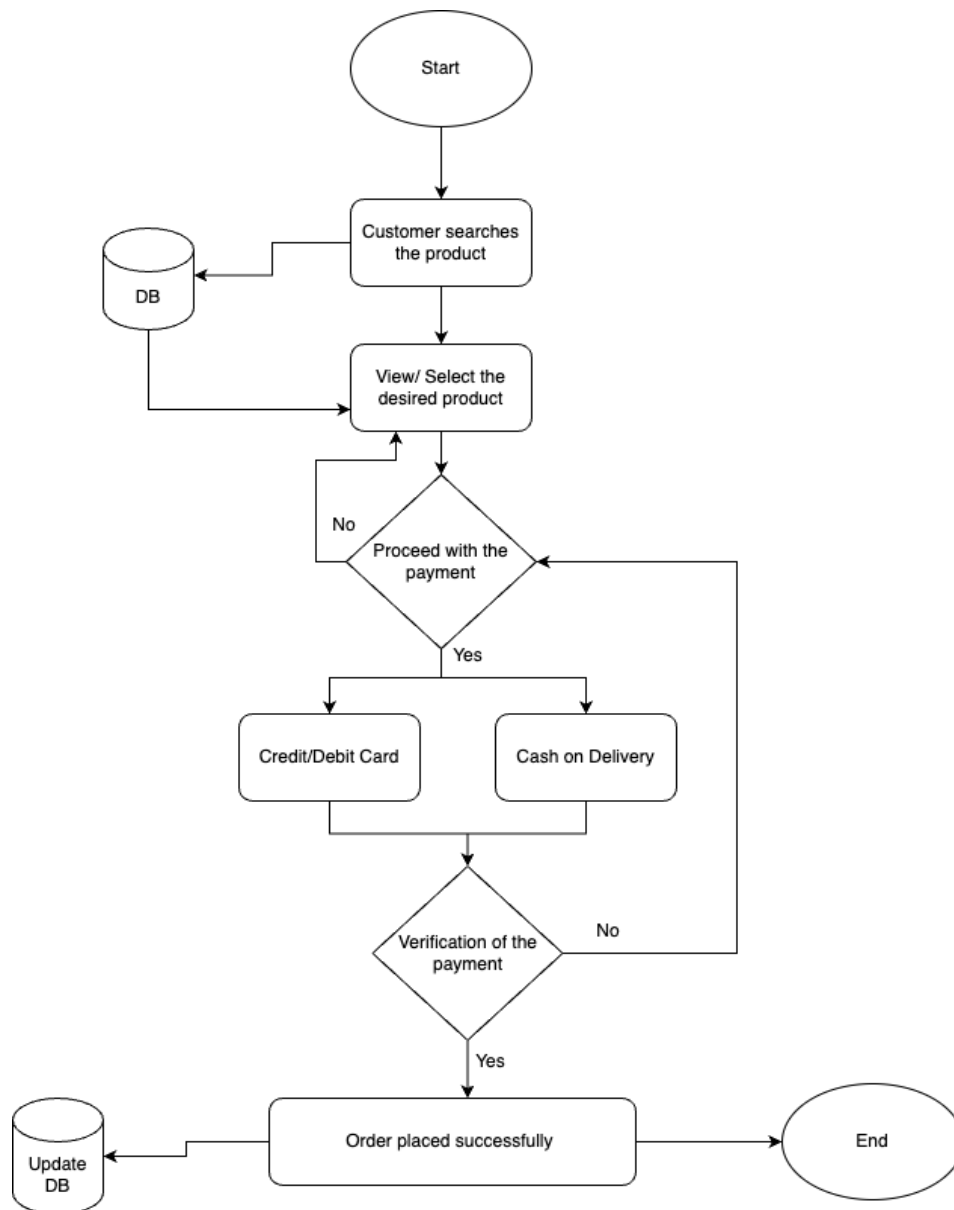 Start
Customer searches
the product
DB
View/ Select the
desired product
No
Proceed with the
payment
Yes
Credit/Debit Card
Cash on Delivery
Verification of the
payment
No
Yes
Order placed successfully
End
Update
DB